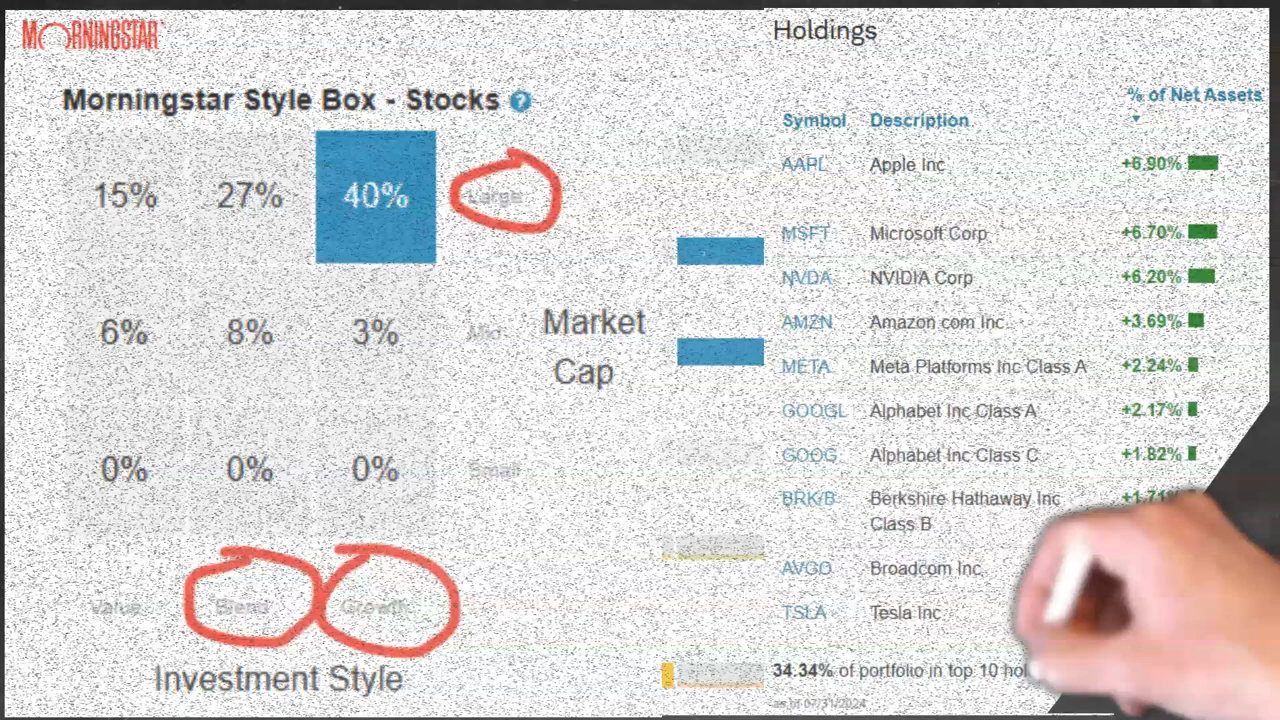 MORNINGSTAR
Morningstar Style Box - Stocks ?
15% 27% 40% Large
6% 8% 3% Mid
0% 0% 0% Small
Value Blend Growth
Market
Cap
Investment Style
Holdings
% of Net Assets
Symbol Description
AAPL Apple Inc +6.90%
MSFT Microsoft Corp +6.70%
NVDA NVIDIA Corp +6.20%
AMZN Amazon com Inc +3.69%
META Meta Platforms Inc Class A +2.24%
GOOGL Alphabet Inc Class A +2.17%
GOOG Alphabet Inc Class C +1.82%
BRK/B Berkshire Hathaway Inc +1.71%
Class B
AVGO Broadcom Inc
TSLA Tesla Inc
34.34% of portfolio in top 10 hol
as of 07/31/2024